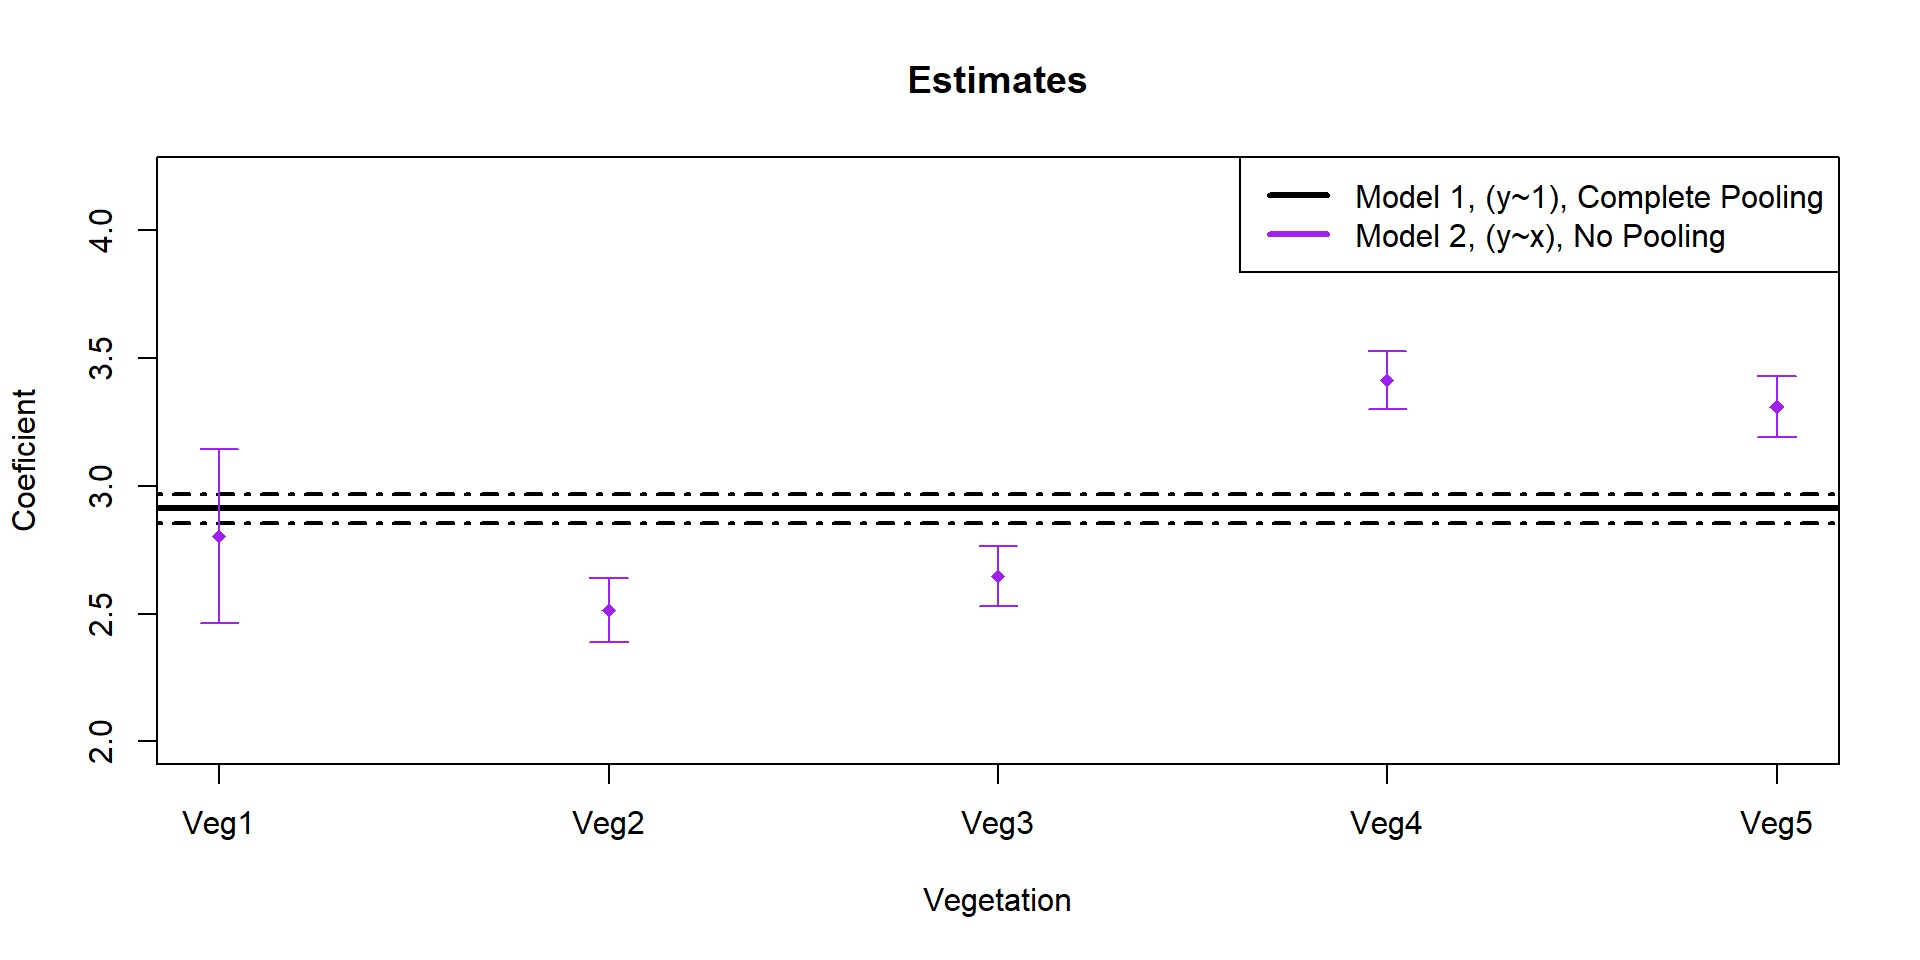 Estimates
Model 1, (y~1), Complete Pooling
Model 2, (y~x), No Pooling
Coeficient
4.0
3.5
3.0
2.5
2.0
Veg1 Veg2 Veg3 Veg4 Veg5
Vegetation